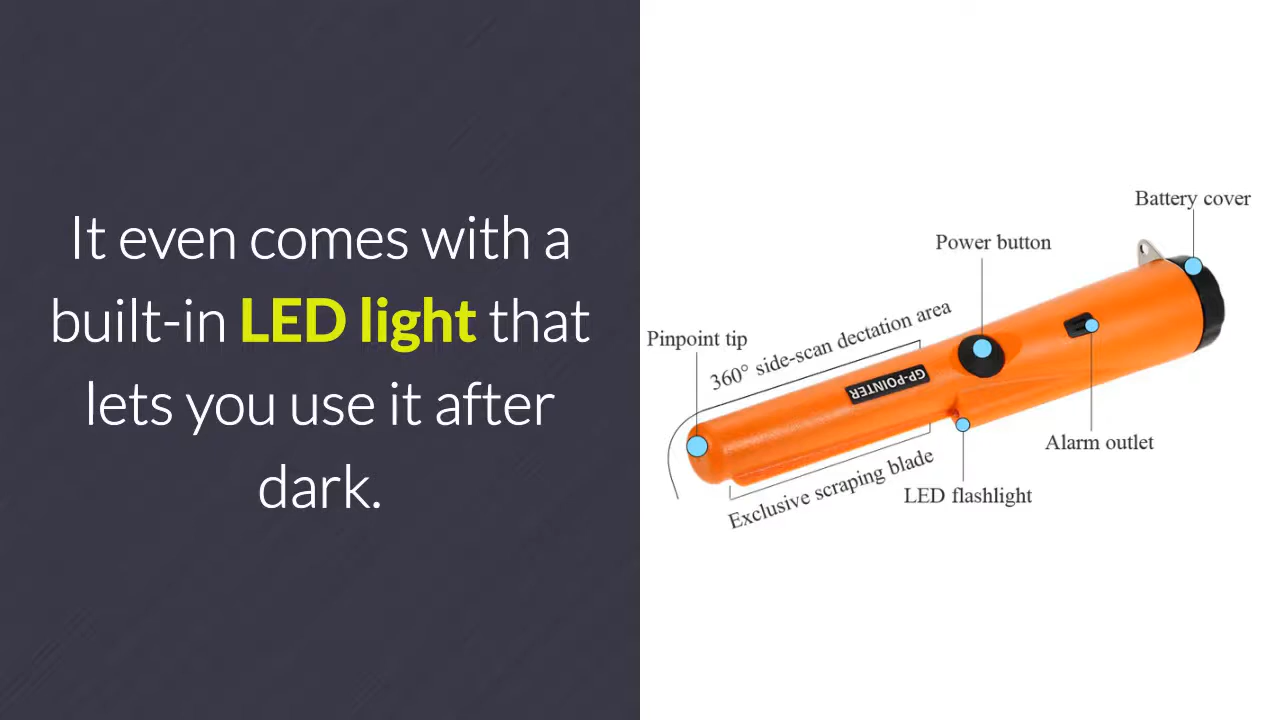 It even comes with a
built-in LED light that
lets you use it after
dark.
Battery cover
Power button
Pinpoint tip
360° side-scan dectation area
GP-POINTER
Alarm outlet
Exclusive scraping blade
LED flashlight